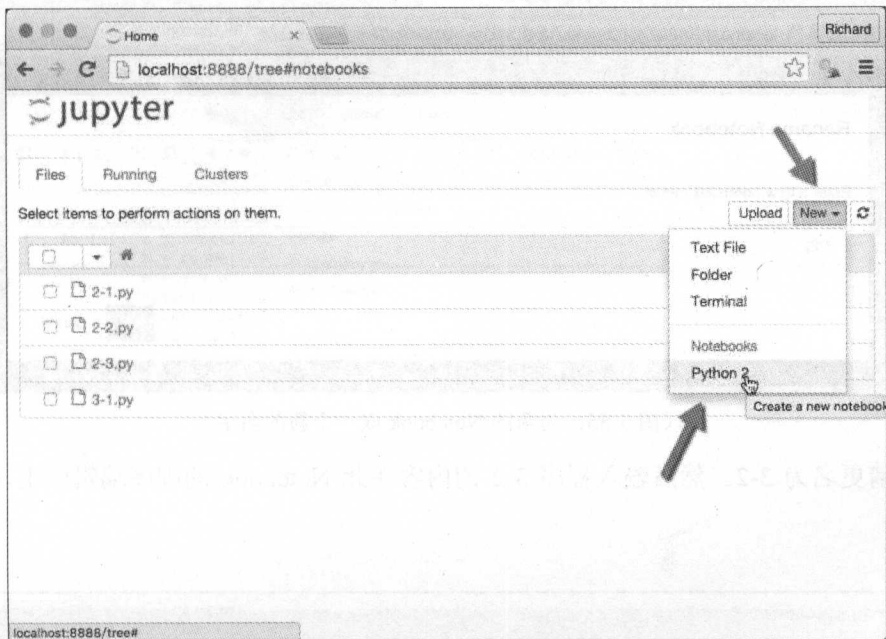 Home
Richard
localhost:8888/tree#notebooks
jupyter
Files Running Clusters
Select items to perform actions on them.
Upload New
Text File
Folder
Terminal
Notebooks
Python 2
Create a new notebook
2-1.py
2-2.py
2-3.py
3-1.py
localhost:8888/tree#